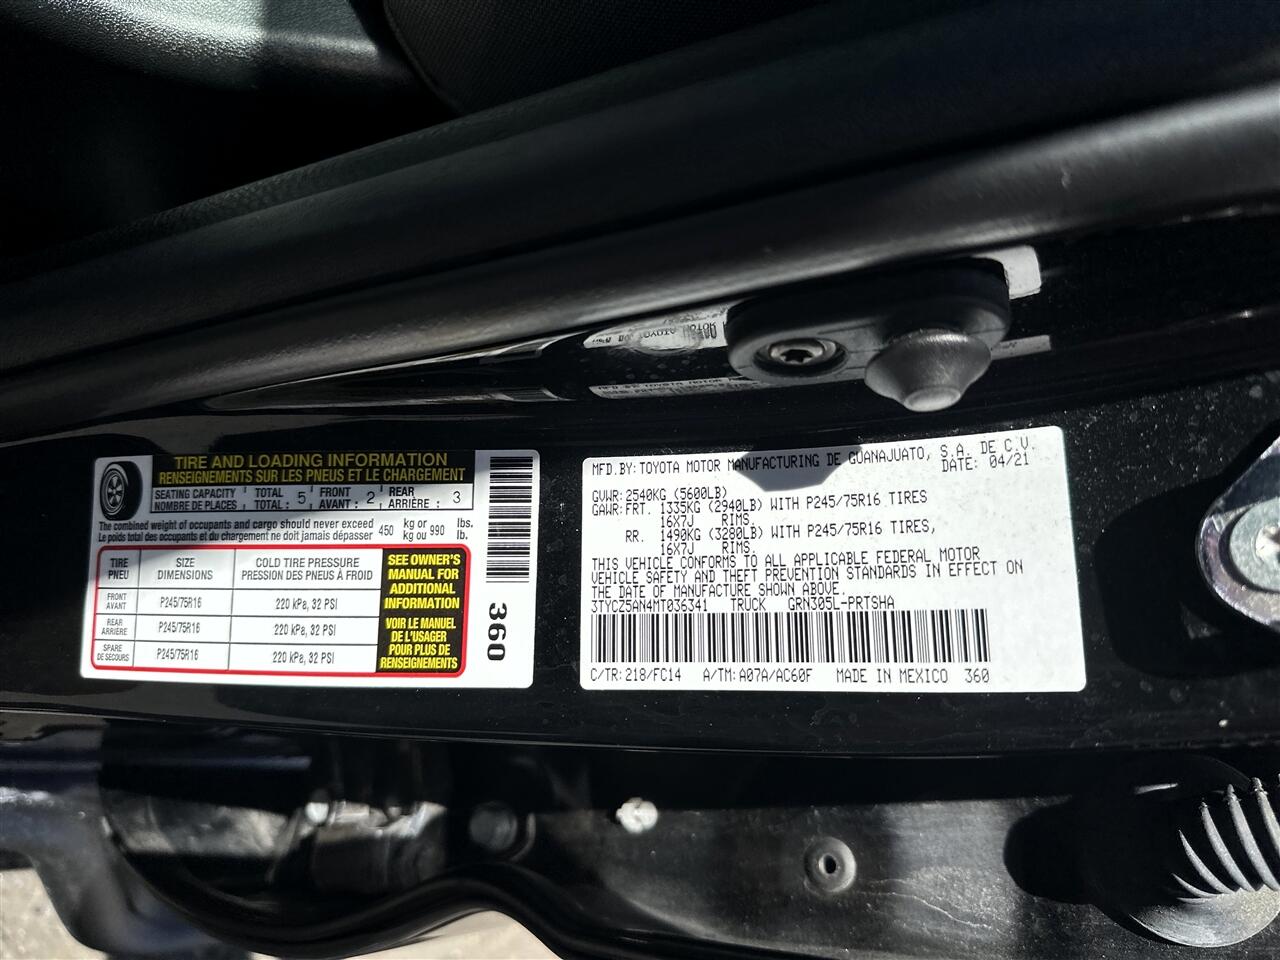 TIRE AND LOADING INFORMATION
RENSEIGNEMENTS SUR LES PNEUS ET LE CHARGEMENT
SEATING CAPACITY TOTAL 5 FRONT 2 REAR 3
NOMBRE DE PLACES TOTAL : AVANT : ARRIÈRE :
The combined weight of occupants and cargo should never exceed 450 kg or 990 lbs.
Le poids total des occupants et du chargement ne doit jamais dépasser kg ou lb.
TIRE PNEU SIZE DIMENSIONS COLD TIRE PRESSURE PRESSION DES PNEUS À FROID
FRONT AVANT P245/75R16 220 kPa, 32 PSI
REAR ARRIÈRE P245/75R16 220 kPa, 32 PSI
SPARE DE SECOURS P245/75R16 220 kPa, 32 PSI
SEE OWNER'S
MANUAL FOR
ADDITIONAL
INFORMATION
VOIR LE MANUEL
DE L'USAGER
POUR PLUS DE
RENSEIGNEMENTS
360
MFD.BY:TOYOTA MOTOR
MFD.BY:TOYOTA MOTOR MANUFACTURING DE GUANAJUATO, S.A. DE C.V.
DATE: 04/21
GVWR:2540KG (5600LB)
GAWR:FRT. 1335KG (2940LB) WITH P245/75R16 TIRES
16X7J RIMS.
RR. 1490KG (3280LB) WITH P245/75R16 TIRES,
16X7J RIMS.
THIS VEHICLE CONFORMS TO ALL APPLICABLE FEDERAL MOTOR
VEHICLE SAFETY AND THEFT PREVENTION STANDARDS IN EFFECT ON
THE DATE OF MANUFACTURE SHOWN ABOVE.
3TYCZ5AN4MT036341 TRUCK GRN305L-PRTSHA
C/TR:218/FC14 A/TM:A07A/AC60F MADE IN MEXICO 360